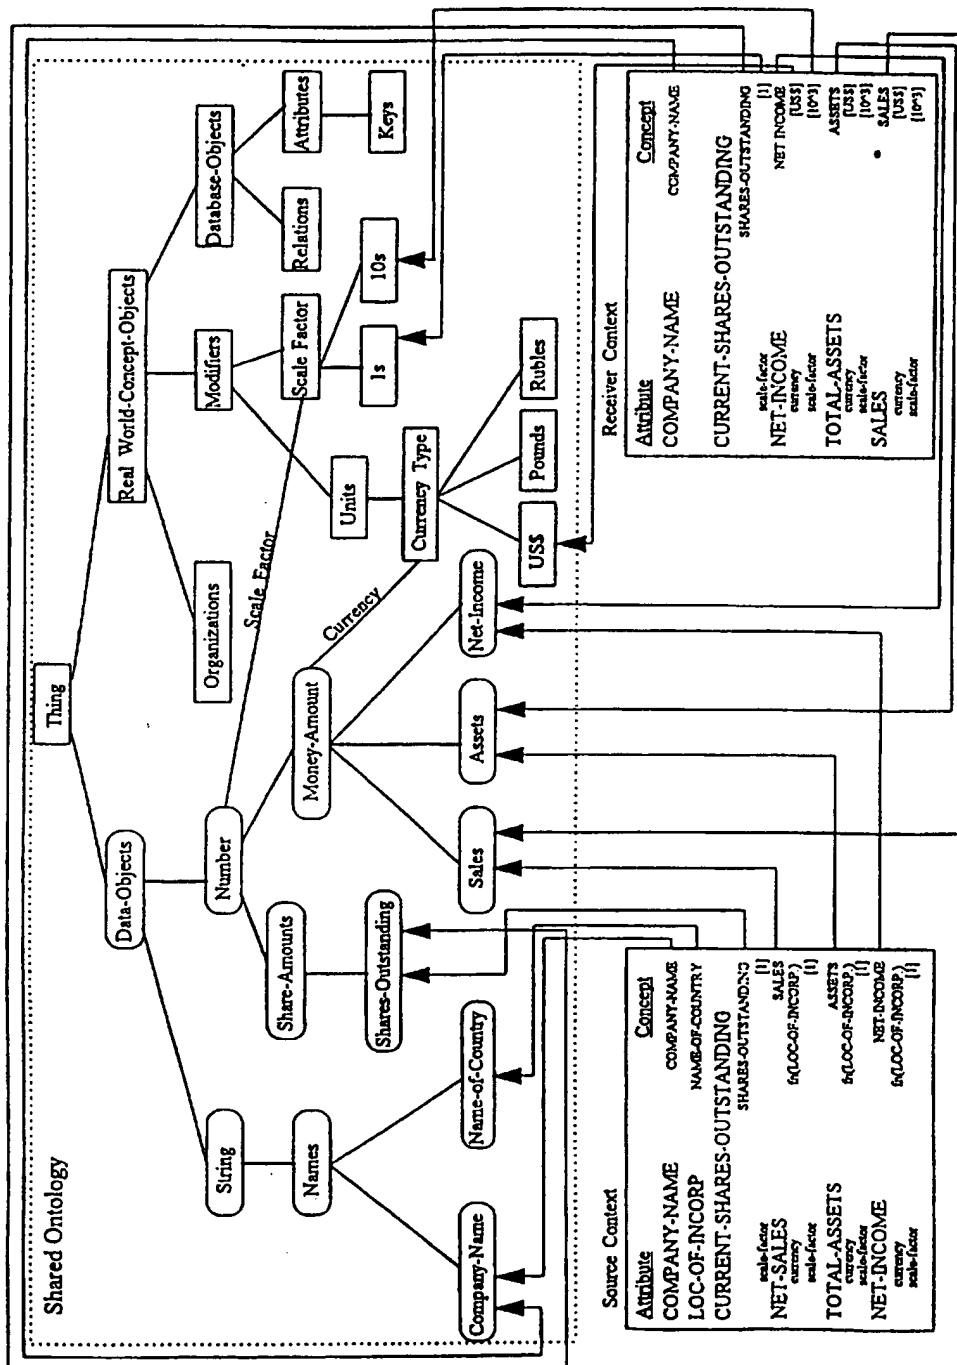 Shared Ontology
Thing
Data-Objects
Real World-Concept-Objects
String
Number
Organizations
Modifiers
Database-Objects
Scale Factor
Names
Share-Amounts
Money-Amount
Units
Scale Factor
Relations
Attributes
Currency
Shares-Outstanding
Currency Type
1s
10s
Keys
Company-Name
Name-of-Country
Sales
Assets
Net-Income
US$
Pounds
Rubles
Source Context
Attribute Concept
COMPANY-NAME COMPANY-NAME
LOC-OF-INCORP NAME-OF-COUNTRY
CURRENT-SHARES-OUTSTANDING
SHARES-OUTSTANDING
scale-factor [1]
NET-SALES SALES
currency fn(LOC-OF-INCORP.)
scale-factor [1]
TOTAL-ASSETS ASSETS
currency fn(LOC-OF-INCORP.)
scale-factor [1]
NET-INCOME NET-INCOME
currency fn(LOC-OF-INCORP.)
scale-factor [1]
Receiver Context
Attribute Concept
COMPANY-NAME COMPANY-NAME
CURRENT-SHARES-OUTSTANDING
SHARES-OUTSTANDING
scale-factor [1]
NET-INCOME NET INCOME
currency [US$]
scale-factor [10^3]
TOTAL-ASSETS ASSETS
currency [US$]
scale-factor [10^3]
SALES SALES
currency [US$]
scale-factor [10^3]